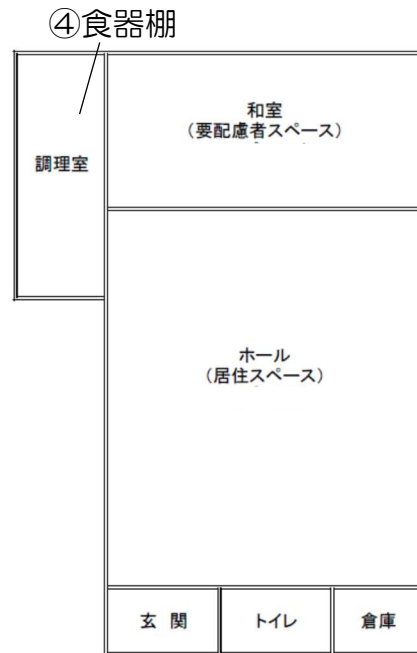 ④食器棚
和室
（要配慮者スペース）
調理室
ホール
（居住スペース）
玄　関
トイレ
倉庫